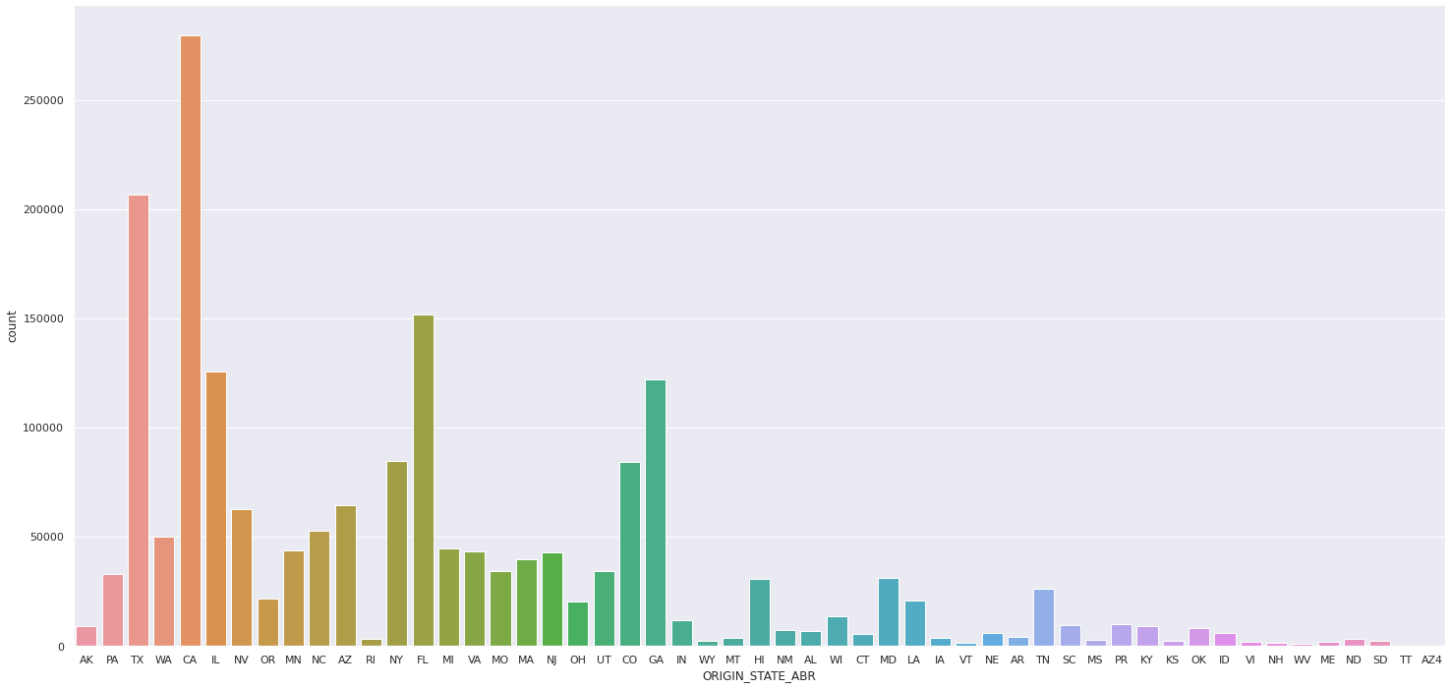 250000
200000
150000
100000
50000
0
count
AK PA TX WA CA IL NV OR MN NC AZ RI NY FL MI VA MO MA NJ OH UT CO GA IN WY MT HI NM AL WI CT MD LA IA VT NE AR TN SC MS PR KY KS OK ID VI NH WV ME ND SD TT AZ4
ORIGIN_STATE_ABR